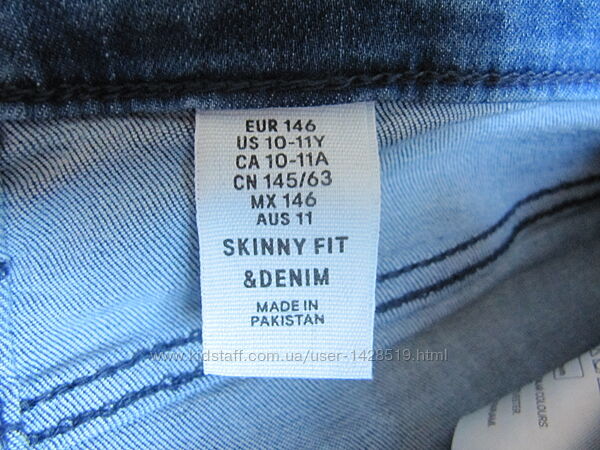 EUR 146
US 10-11Y
CA 10-11A
CN 145/63
MX 146
AUS 11
SKINNY FIT
&DENIM
MADE IN
PAKISTAN
www.kidstaff.com.ua/user-1428519.html
COLOURS